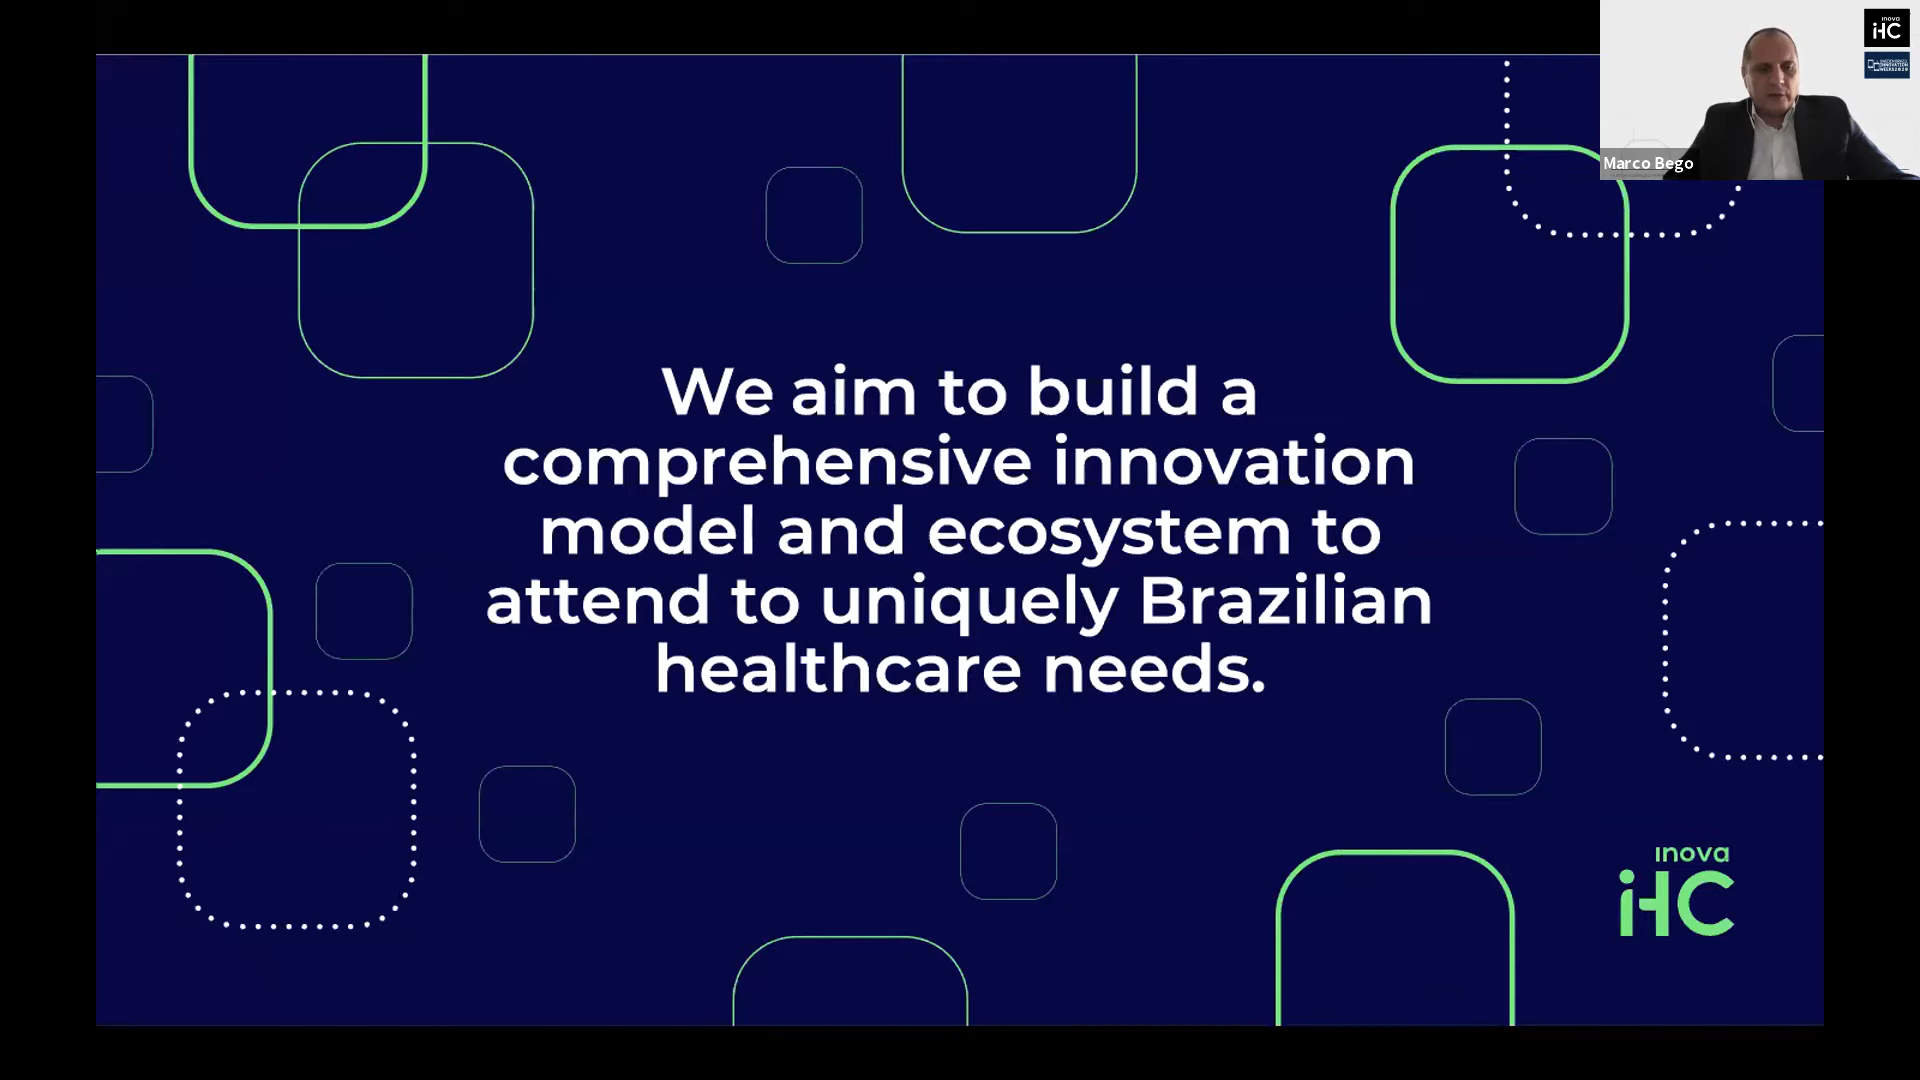 inova
iHC
INNOVATION
Marco Bego
We aim to build a
comprehensive innovation
model and ecosystem to
attend to uniquely Brazilian
healthcare needs.
inova
iHC